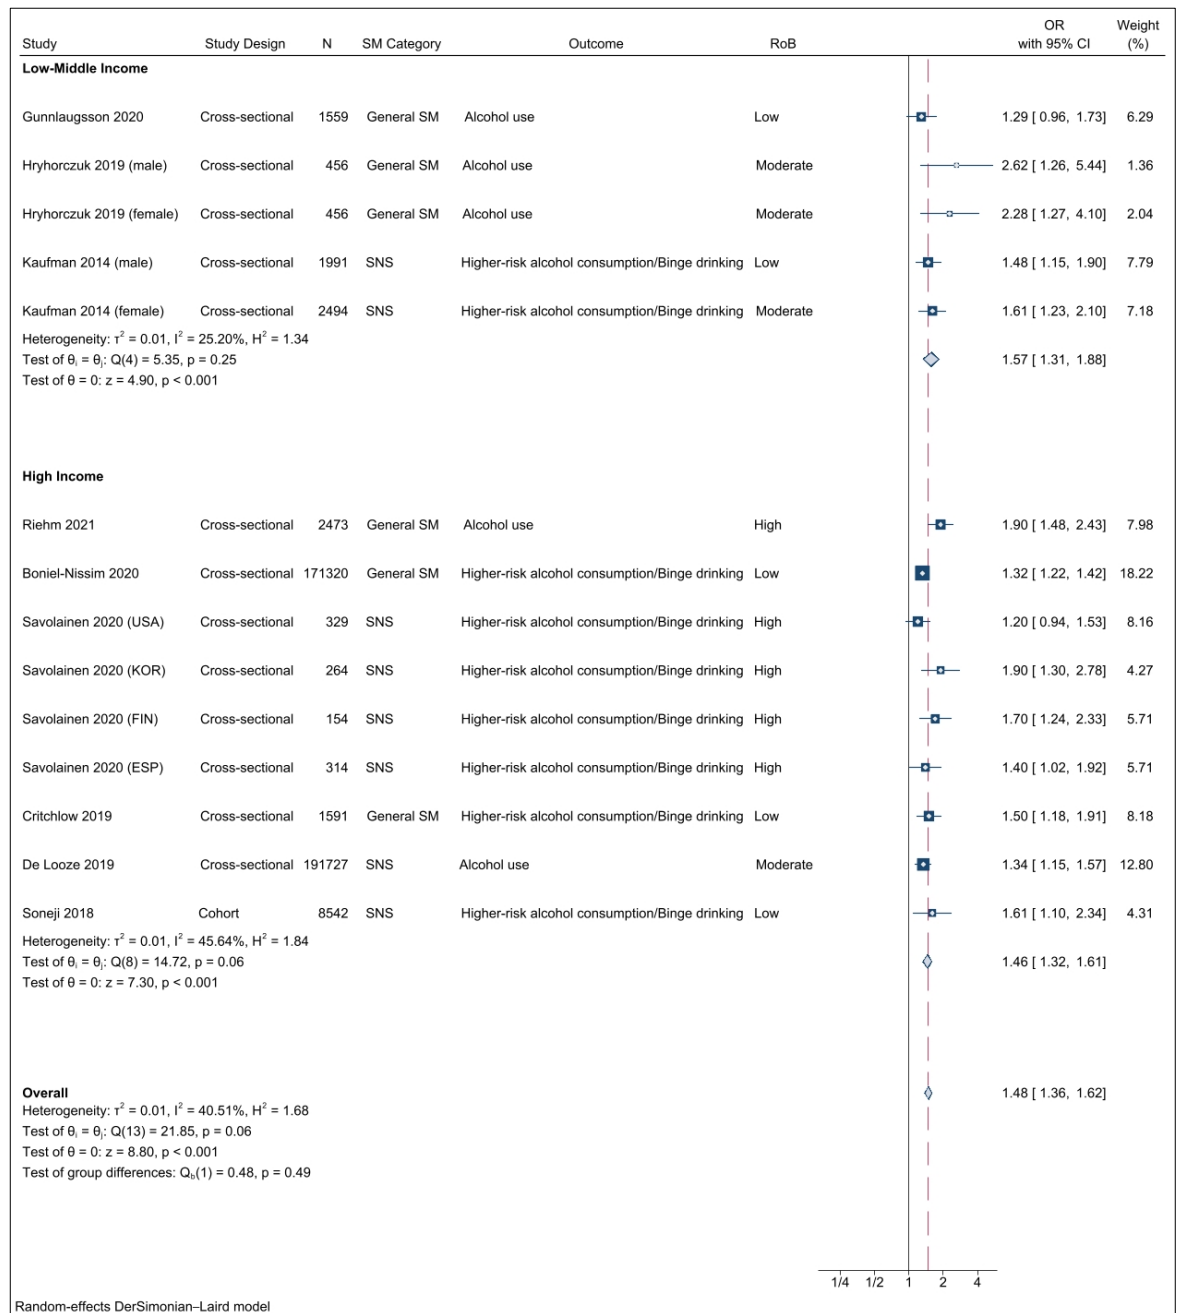 Study Study Design N SM Category Outcome RoB OR with 95% CI Weight (%)
Low-Middle Income
Gunnlaugsson 2020 Cross-sectional 1559 General SM Alcohol use Low 1.29 [ 0.96, 1.73] 6.29
Hryhorczuk 2019 (male) Cross-sectional 456 General SM Alcohol use Moderate 2.62 [ 1.26, 5.44] 1.36
Hryhorczuk 2019 (female) Cross-sectional 456 General SM Alcohol use Moderate 2.28 [ 1.27, 4.10] 2.04
Kaufman 2014 (male) Cross-sectional 1991 SNS Higher-risk alcohol consumption/Binge drinking Low 1.48 [ 1.15, 1.90] 7.79
Kaufman 2014 (female) Cross-sectional 2494 SNS Higher-risk alcohol consumption/Binge drinking Moderate 1.61 [ 1.23, 2.10] 7.18
Heterogeneity: τ² = 0.01, I² = 25.20%, H² = 1.34
Test of θᵢ = θⱼ: Q(4) = 5.35, p = 0.25 1.57 [ 1.31, 1.88]
Test of θ = 0: z = 4.90, p < 0.001
High Income
Riehm 2021 Cross-sectional 2473 General SM Alcohol use High 1.90 [ 1.48, 2.43] 7.98
Boniel-Nissim 2020 Cross-sectional 171320 General SM Higher-risk alcohol consumption/Binge drinking Low 1.32 [ 1.22, 1.42] 18.22
Savolainen 2020 (USA) Cross-sectional 329 SNS Higher-risk alcohol consumption/Binge drinking High 1.20 [ 0.94, 1.53] 8.16
Savolainen 2020 (KOR) Cross-sectional 264 SNS Higher-risk alcohol consumption/Binge drinking High 1.90 [ 1.30, 2.78] 4.27
Savolainen 2020 (FIN) Cross-sectional 154 SNS Higher-risk alcohol consumption/Binge drinking High 1.70 [ 1.24, 2.33] 5.71
Savolainen 2020 (ESP) Cross-sectional 314 SNS Higher-risk alcohol consumption/Binge drinking High 1.40 [ 1.02, 1.92] 5.71
Critchlow 2019 Cross-sectional 1591 General SM Higher-risk alcohol consumption/Binge drinking Low 1.50 [ 1.18, 1.91] 8.18
De Looze 2019 Cross-sectional 191727 SNS Alcohol use Moderate 1.34 [ 1.15, 1.57] 12.80
Soneji 2018 Cohort 8542 SNS Higher-risk alcohol consumption/Binge drinking Low 1.61 [ 1.10, 2.34] 4.31
Heterogeneity: τ² = 0.01, I² = 45.64%, H² = 1.84
Test of θᵢ = θⱼ: Q(8) = 14.72, p = 0.06 1.46 [ 1.32, 1.61]
Test of θ = 0: z = 7.30, p < 0.001
Overall 1.48 [ 1.36, 1.62]
Heterogeneity: τ² = 0.01, I² = 40.51%, H² = 1.68
Test of θᵢ = θⱼ: Q(13) = 21.85, p = 0.06
Test of θ = 0: z = 8.80, p < 0.001
Test of group differences: Q_b(1) = 0.48, p = 0.49
1/4 1/2 1 2 4
Random-effects DerSimonian–Laird model